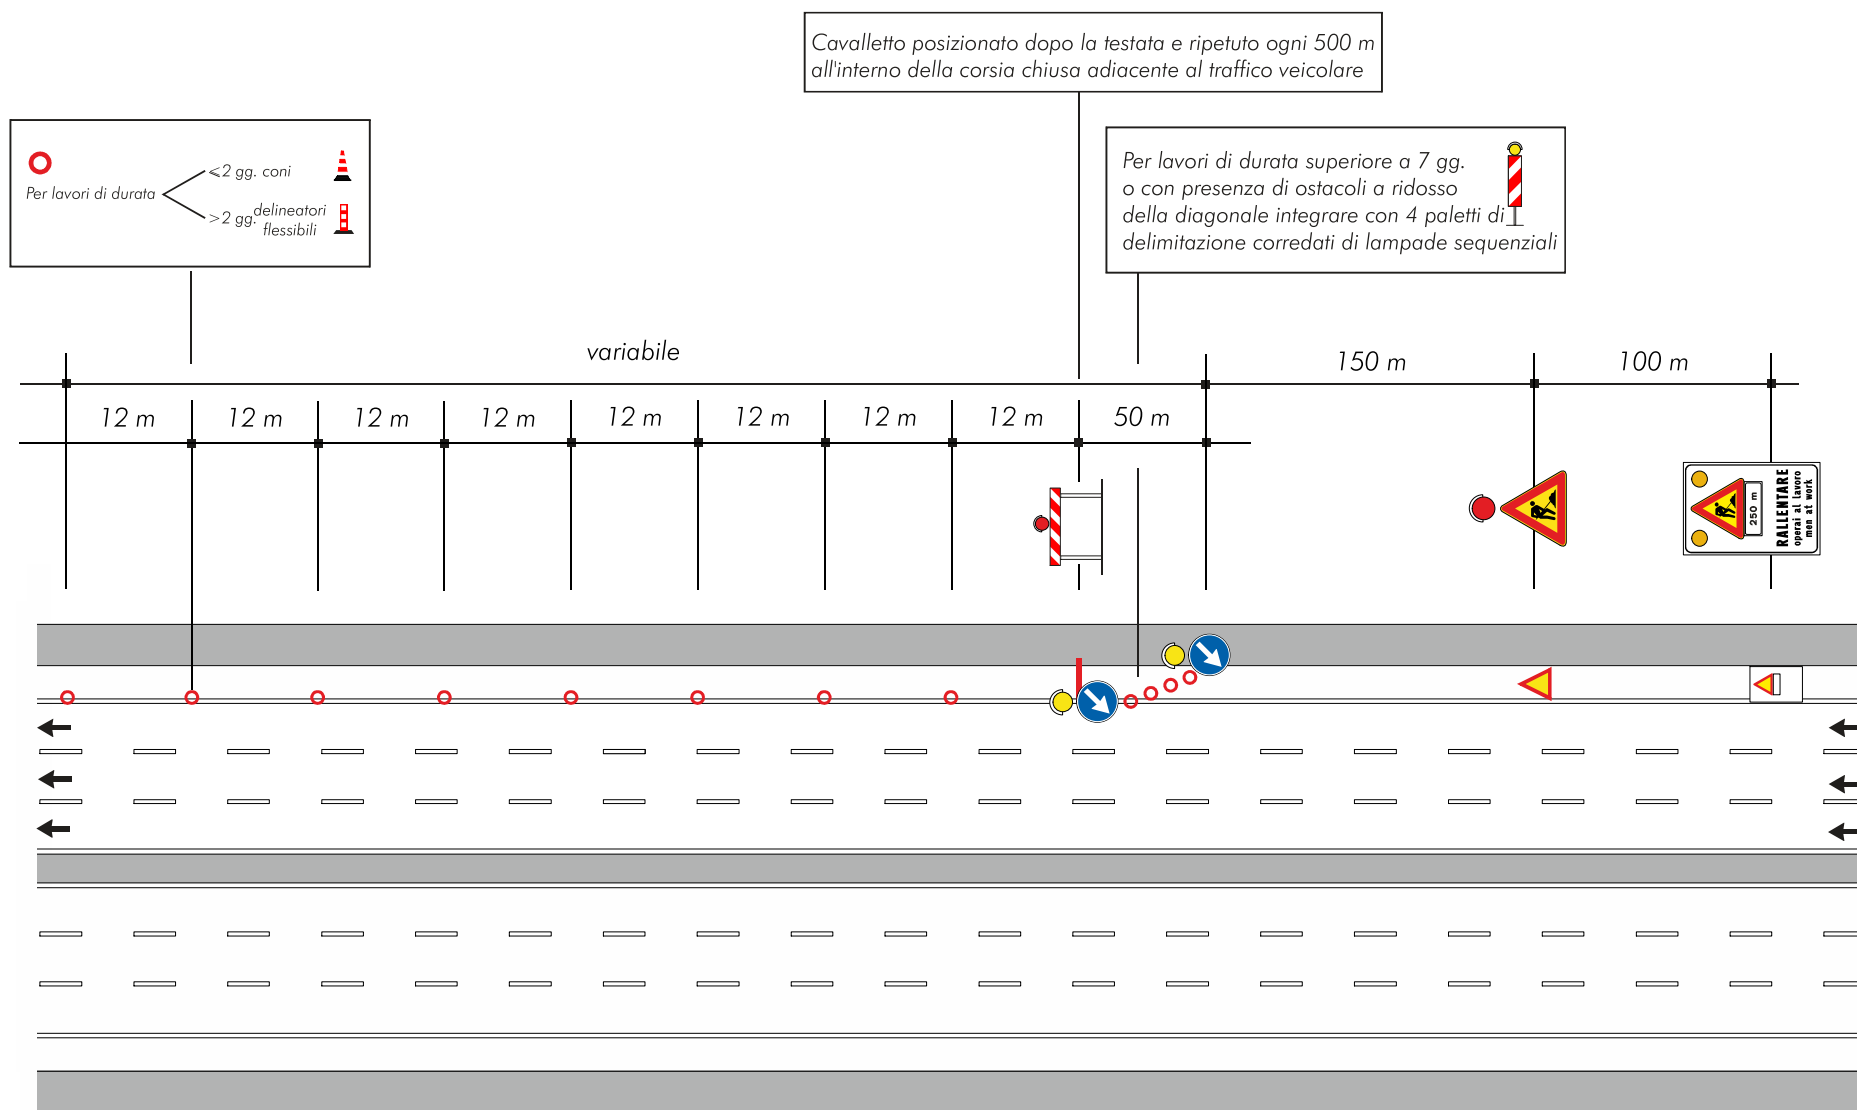 Cavalletto posizionato dopo la testata e ripetuto ogni 500 m
all'interno della corsia chiusa adiacente al traffico veicolare
Per lavori di durata
⩽2 gg. coni
>2 gg. delineatori
flessibili
Per lavori di durata superiore a 7 gg.
o con presenza di ostacoli a ridosso
della diagonale integrare con 4 paletti di
delimitazione corredati di lampade sequenziali
variabile
150 m
100 m
12 m
12 m
12 m
12 m
12 m
12 m
12 m
12 m
50 m
250 m
RALLENTARE
operai al lavoro
men at work